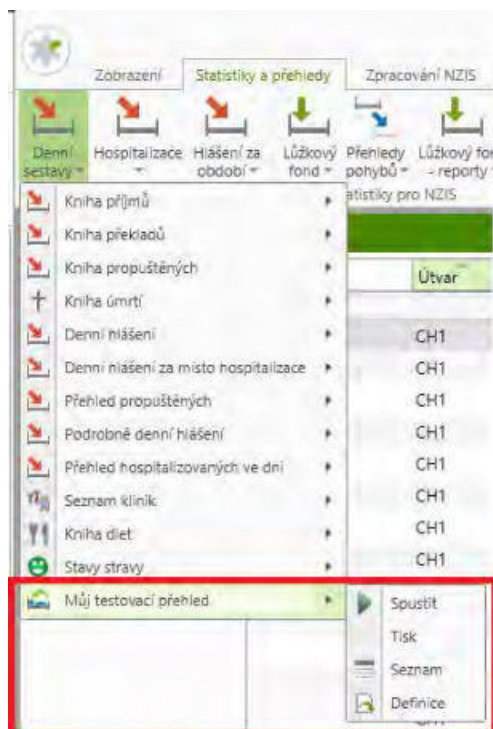 Zobrazení Statistiky a přehledy Zpracování NZIS
Denní sestavy Hospitalizace Hlášení za období Lůžkový fond Přehledy pohybů Lůžkový - reporty
pro NZIS
Kniha příjmů
Kniha překladů
Kniha propuštěných
Útvar
Kniha úmrtí
Denní hlášení
CH1
Denní hlášení za místo hospitalizace
CH1
Přehled propuštěných
CH1
Podrobné denní hlášení
CH1
Přehled hospitalizovaných ve dni
CH1
Seznam klinik
CH1
Kniha diet
CH1
Stavy stravy
CH1
Můj testovací přehled
Spustit
Tisk
Seznam
Definice